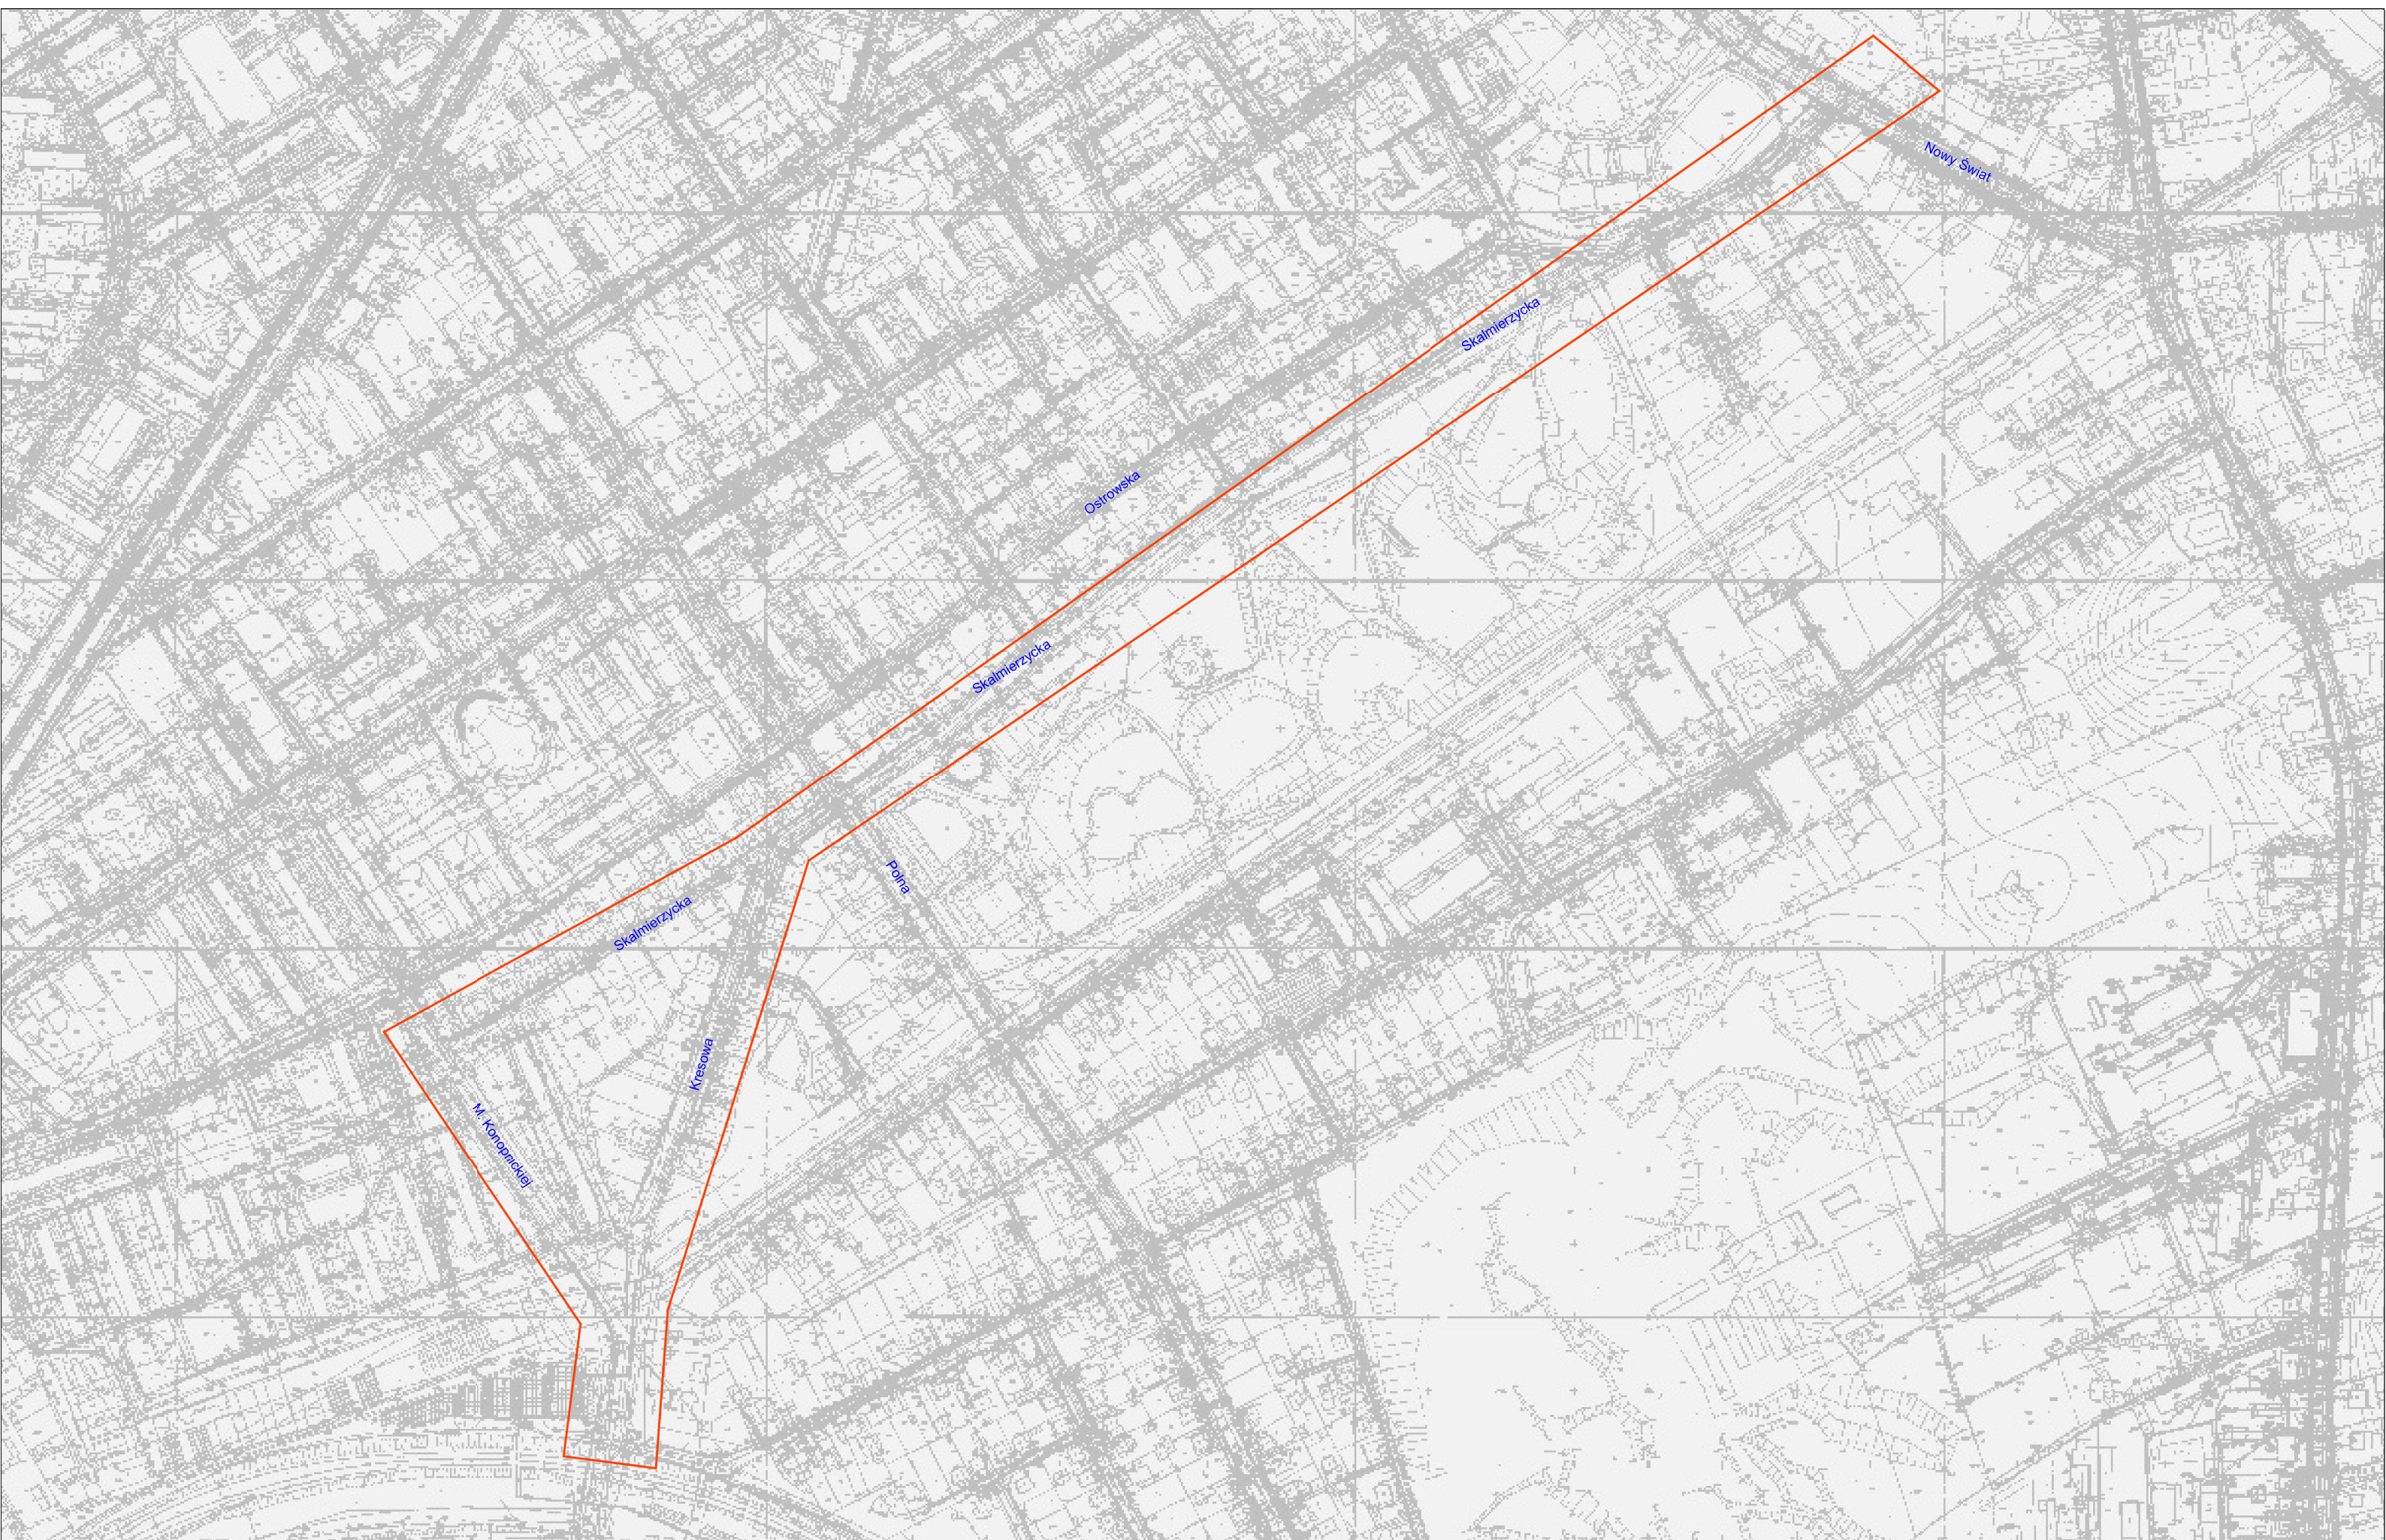 Nowy Świat
Skalmierzycka
Ostrowska
Skalmierzycka
Polna
Skalmierzycka
Kresowa
M. Konopnickiej